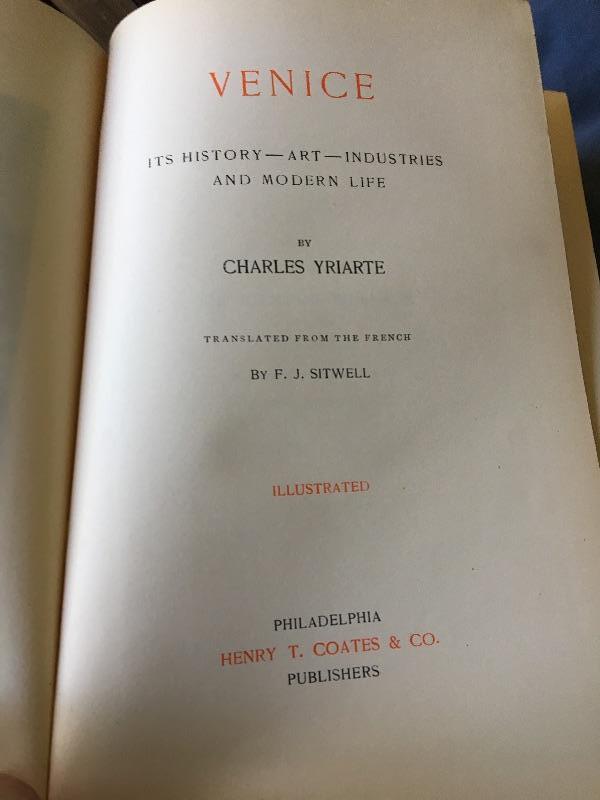 VENICE
ITS HISTORY—ART—INDUSTRIES
AND MODERN LIFE
BY
CHARLES YRIARTE
TRANSLATED FROM THE FRENCH
BY F. J. SITWELL
ILLUSTRATED
PHILADELPHIA
HENRY T. COATES & CO.
PUBLISHERS